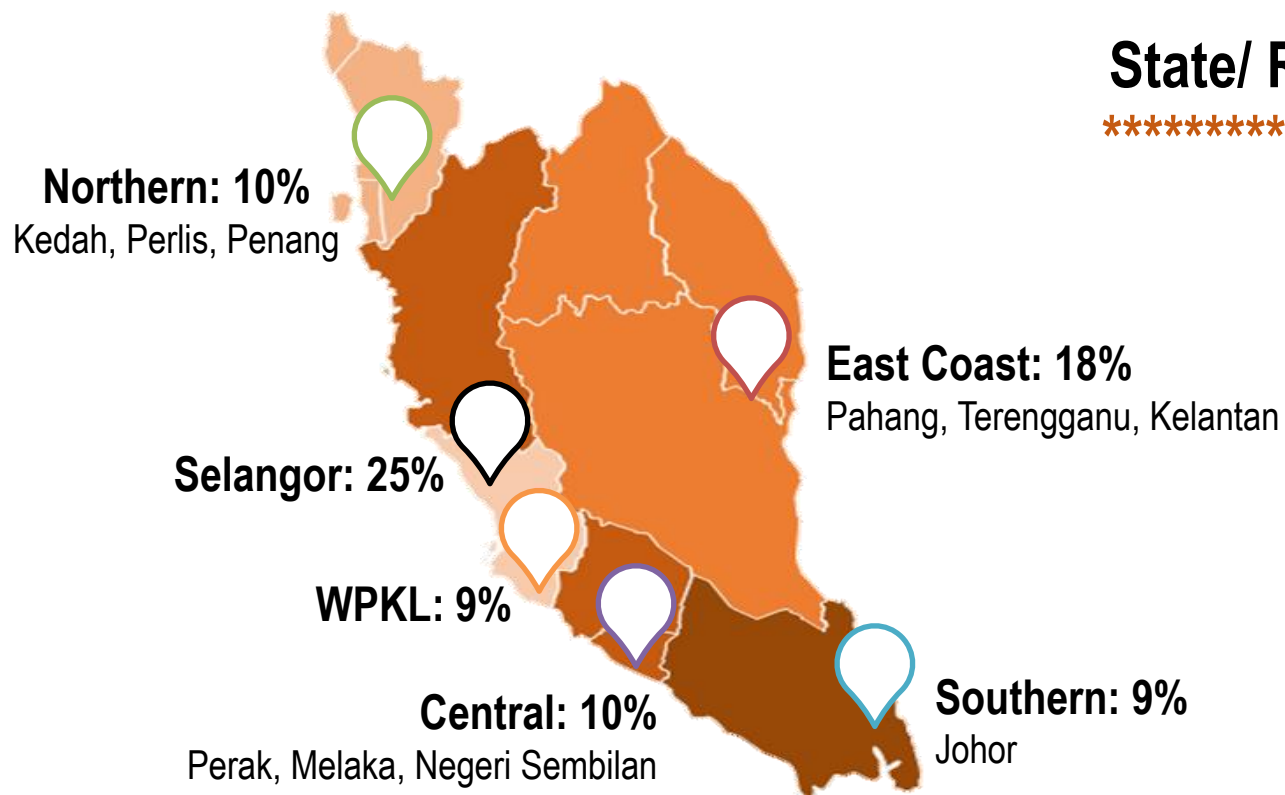 State/ R
**********
Northern: 10%
Kedah, Perlis, Penang
East Coast: 18%
Pahang, Terengganu, Kelantan
Selangor: 25%
WPKL: 9%
Central: 10%
Perak, Melaka, Negeri Sembilan
Southern: 9%
Johor